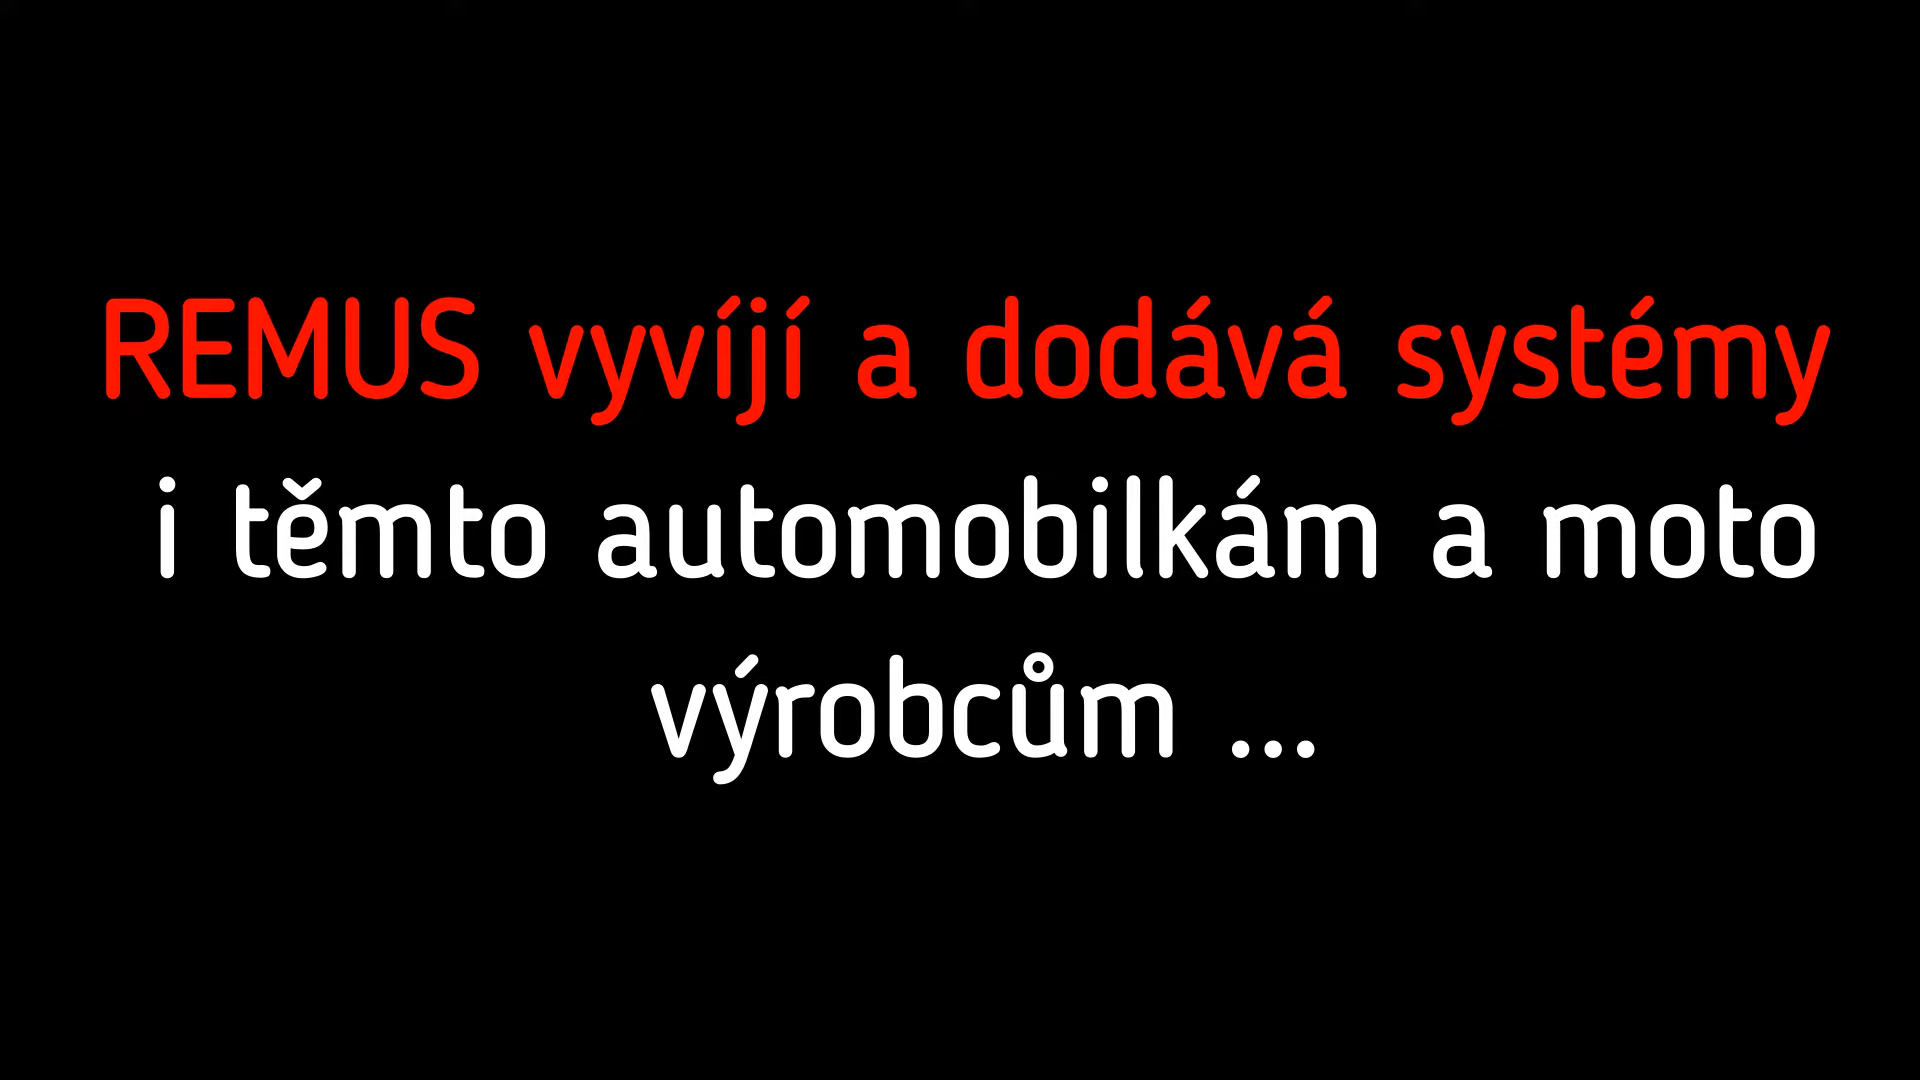 REMUS vyvíjí a dodává systémy
i těmto automobilkám a moto
výrobcům ...